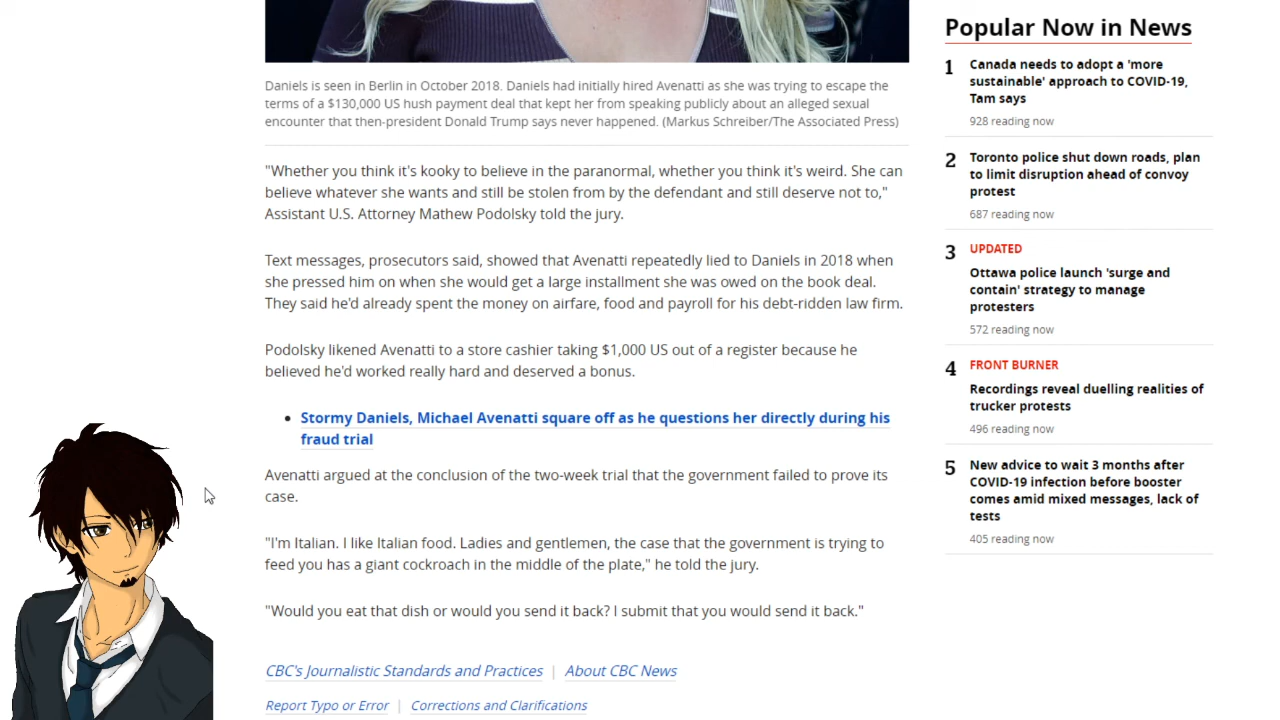 Daniels is seen in Berlin in October 2018. Daniels had initially hired Avenatti as she was trying to escape the
terms of a $130,000 US hush payment deal that kept her from speaking publicly about an alleged sexual
encounter that then-president Donald Trump says never happened. (Markus Schreiber/The Associated Press)
"Whether you think it's kooky to believe in the paranormal, whether you think it's weird. She can
believe whatever she wants and still be stolen from by the defendant and still deserve not to,"
Assistant U.S. Attorney Mathew Podolsky told the jury.
Text messages, prosecutors said, showed that Avenatti repeatedly lied to Daniels in 2018 when
she pressed him on when she would get a large installment she was owed on the book deal.
They said he'd already spent the money on airfare, food and payroll for his debt-ridden law firm.
Podolsky likened Avenatti to a store cashier taking $1,000 US out of a register because he
believed he'd worked really hard and deserved a bonus.
Stormy Daniels, Michael Avenatti square off as he questions her directly during his
fraud trial
Avenatti argued at the conclusion of the two-week trial that the government failed to prove its
case.
"I'm Italian. I like Italian food. Ladies and gentlemen, the case that the government is trying to
feed you has a giant cockroach in the middle of the plate," he told the jury.
"Would you eat that dish or would you send it back? I submit that you would send it back."
CBC's Journalistic Standards and Practices | About CBC News
Report Typo or Error | Corrections and Clarifications
Popular Now in News
1 Canada needs to adopt a 'more
sustainable' approach to COVID-19,
Tam says
928 reading now
2 Toronto police shut down roads, plan
to limit disruption ahead of convoy
protest
687 reading now
3 UPDATED
Ottawa police launch 'surge and
contain' strategy to manage
protesters
572 reading now
4 FRONT BURNER
Recordings reveal duelling realities of
trucker protests
496 reading now
5 New advice to wait 3 months after
COVID-19 infection before booster
comes amid mixed messages, lack of
tests
405 reading now